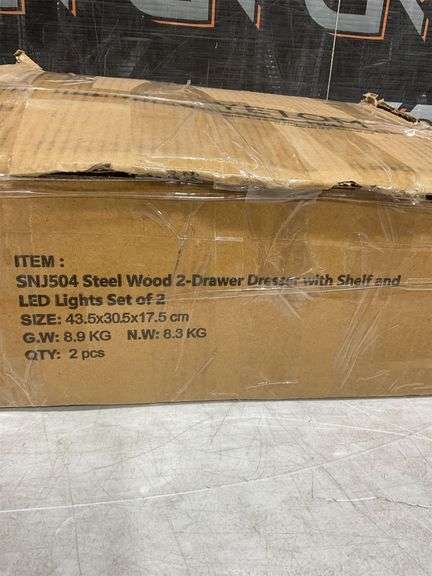 ITEM :
SNJ504 Steel Wood 2-Drawer Dresser with Shelf and
LED Lights Set of 2
SIZE: 43.5x30.5x17.5 cm
G.W: 8.9 KG N.W: 8.3 KG
QTY: 2 pcs